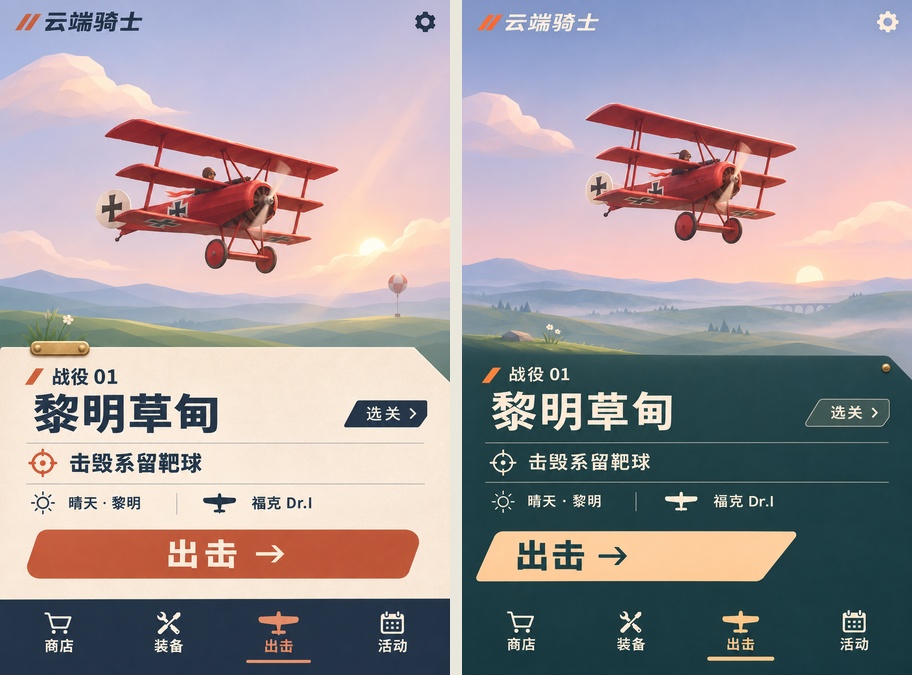 云端骑士
战役 01
黎明草甸
选关
击毁系留靶球
晴天·黎明
福克 Dr.I
出击
商店
装备
出击
活动
云端骑士
战役 01
黎明草甸
选关
击毁系留靶球
晴天·黎明
福克 Dr.I
出击
商店
装备
出击
活动